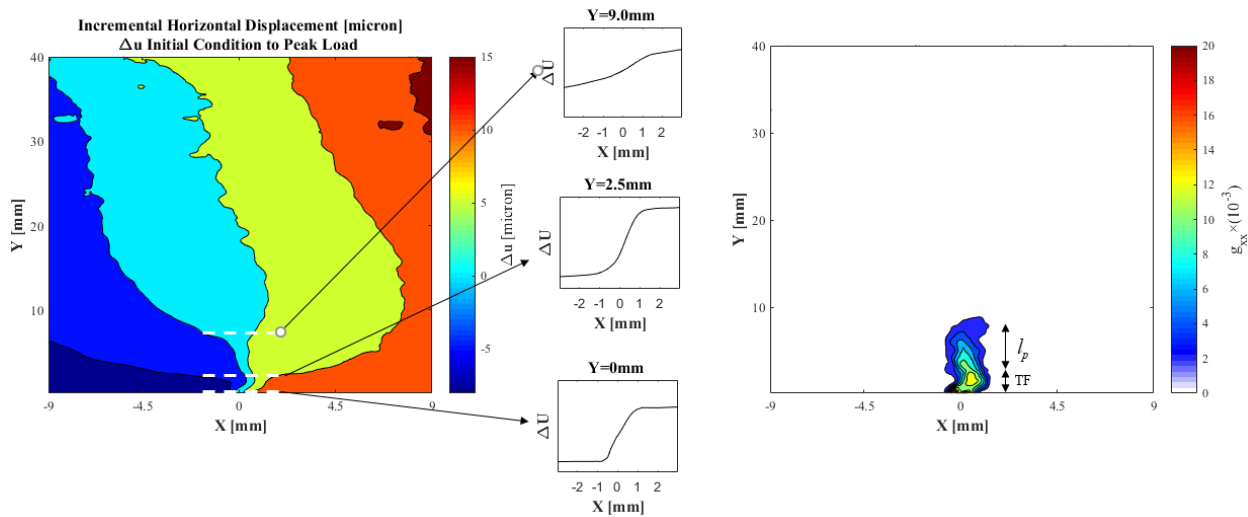 Incremental Horizontal Displacement [micron]
Δu Initial Condition to Peak Load
40
30
20
10
Y [mm]
-9
-4.5
0
4.5
9
X [mm]
15
10
5
0
-5
Δu [micron]
Y=9.0mm
ΔU
-2 -1 0 1 2
X [mm]
Y=2.5mm
ΔU
-2 -1 0 1 2
X [mm]
Y=0mm
ΔU
-2 -1 0 1 2
X [mm]
40
30
20
10
0
Y [mm]
-9
-4.5
0
4.5
9
X [mm]
l_p
TF
20
18
16
14
12
10
8
6
4
2
0
g_xx ×(10^-3)